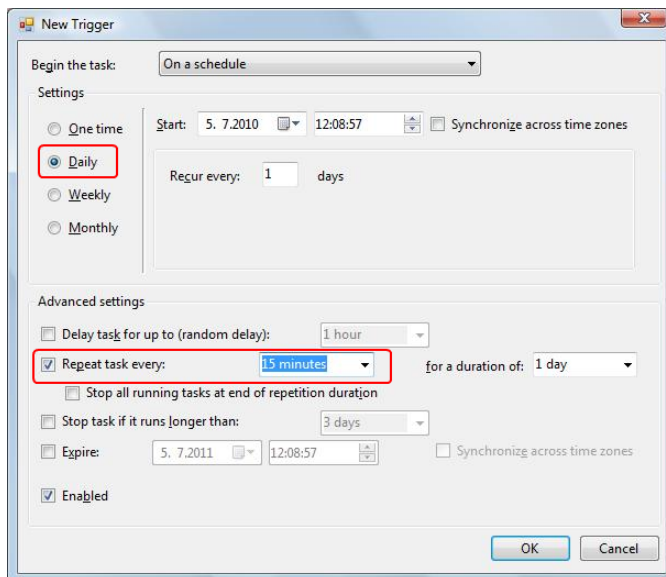 New Trigger
Begin the task: On a schedule
Settings
One time
Start: 5. 7.2010 12:08:57 Synchronize across time zones
Daily
Recur every: 1 days
Weekly
Monthly
Advanced settings
Delay task for up to (random delay): 1 hour
Repeat task every: 15 minutes for a duration of: 1 day
Stop all running tasks at end of repetition duration
Stop task if it runs longer than: 3 days
Expire: 5. 7.2011 12:08:57 Synchronize across time zones
Enabled
OK Cancel